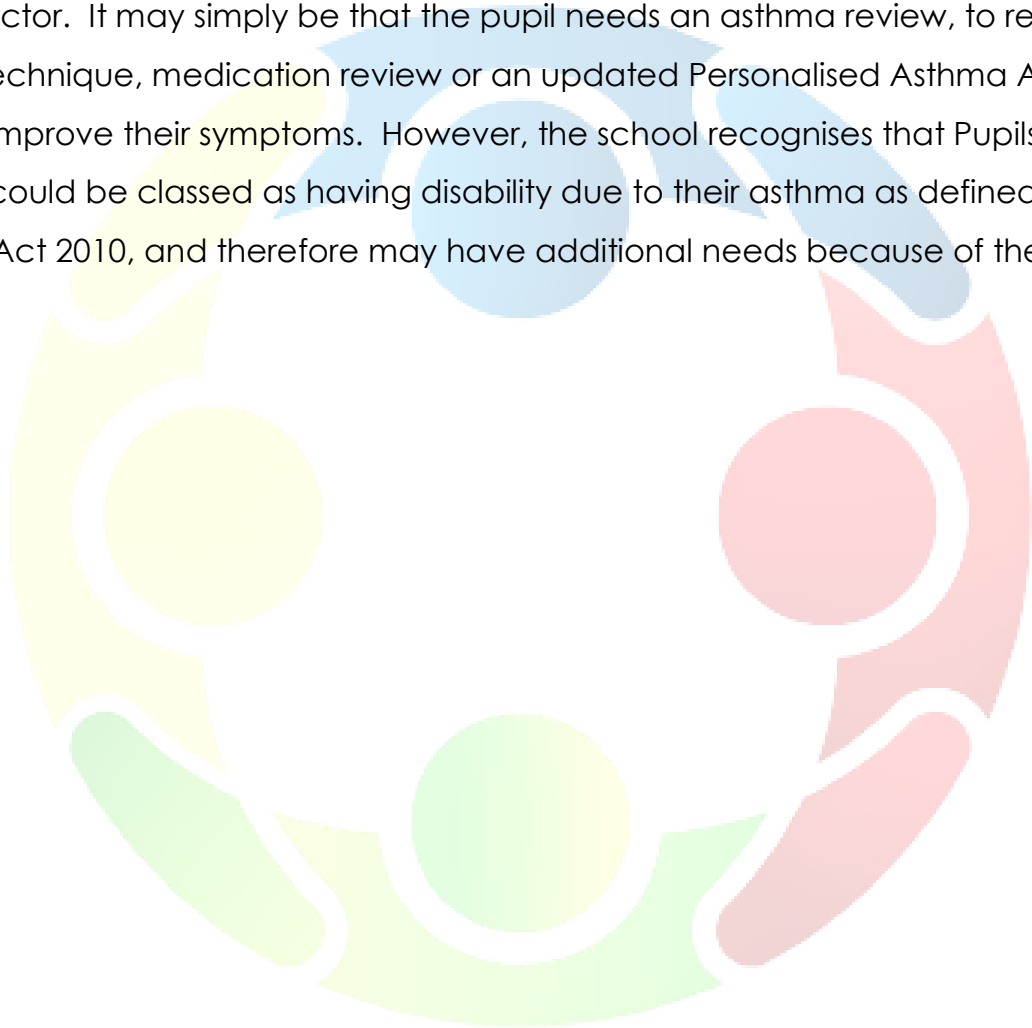 ctor.  It may simply be that the pupil needs an asthma review, to re
echnique, medication review or an updated Personalised Asthma A
mprove their symptoms.  However, the school recognises that Pupils
could be classed as having disability due to their asthma as defined
Act 2010, and therefore may have additional needs because of the